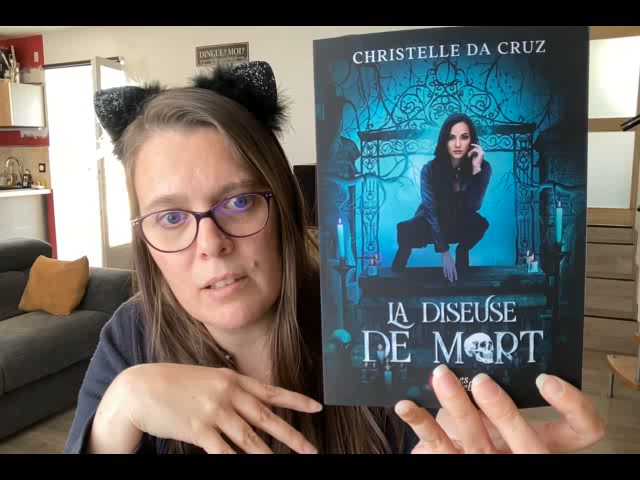 DINGUE? MOI?
CHRISTELLE DA CRUZ
LA DISEUSE
DE MORT